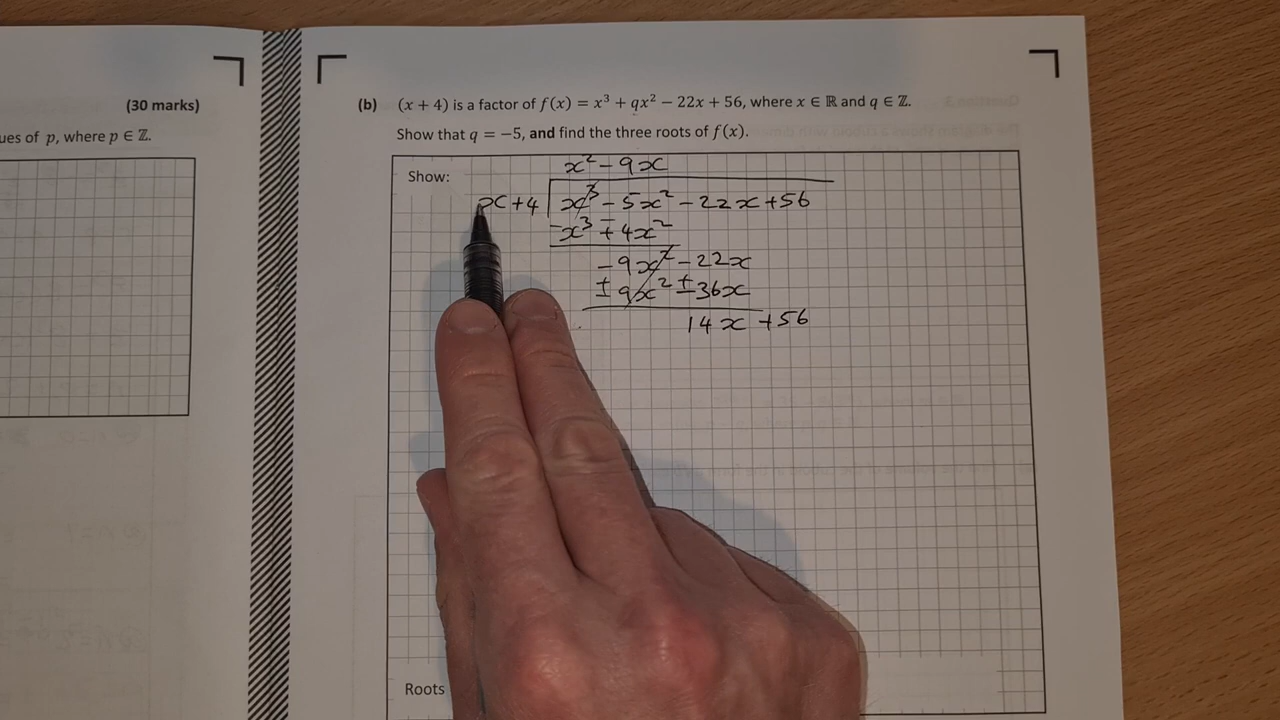 (30 marks)
ues of p, where p ∈ ℤ.
(b) (x + 4) is a factor of f(x) = x³ + qx² − 22x + 56, where x ∈ ℝ and q ∈ ℤ.
Show that q = −5, and find the three roots of f(x).
Show:
x² − 9x
x + 4 x³ − 5x² − 22x + 56
−x³ ∓ 4x²
−9x² − 22x
± 9x² ± 36x
14x + 56
Roots